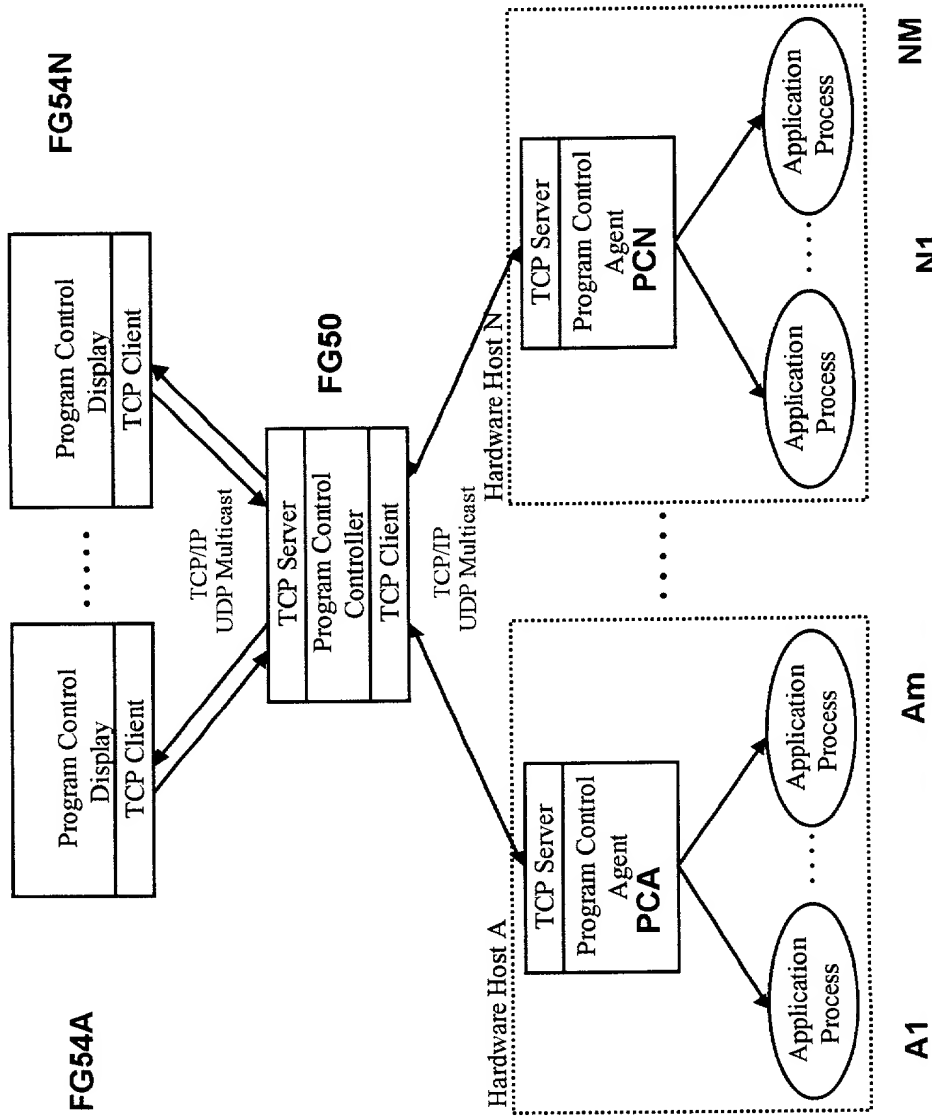 FG54A
FG54N
Program Control
Display
TCP Client
Program Control
Display
TCP Client
TCP/IP
UDP Multicast
FG50
TCP Server
Program Control
Controller
TCP Client
TCP/IP
UDP Multicast
Hardware Host A
TCP Server
Program Control
Agent
PCA
Application
Process
Application
Process
A1
Am
Hardware Host N
TCP Server
Program Control
Agent
PCN
Application
Process
Application
Process
N1
NM